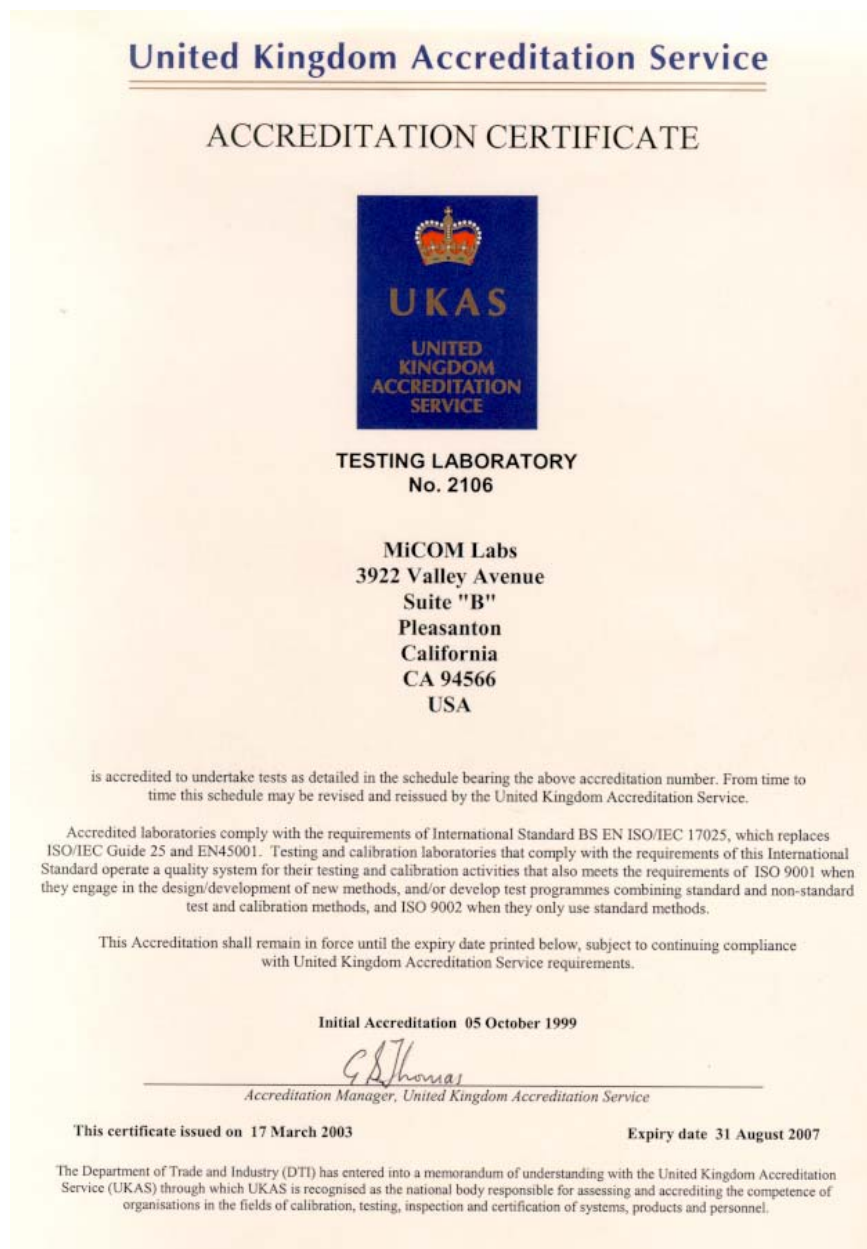 United Kingdom Accreditation Service
ACCREDITATION CERTIFICATE
UKAS
UNITED
KINGDOM
ACCREDITATION
SERVICE
TESTING LABORATORY
No. 2106
MiCOM Labs
3922 Valley Avenue
Suite "B"
Pleasanton
California
CA 94566
USA
is accredited to undertake tests as detailed in the schedule bearing the above accreditation number. From time to
time this schedule may be revised and reissued by the United Kingdom Accreditation Service.
Accredited laboratories comply with the requirements of International Standard BS EN ISO/IEC 17025, which replaces
ISO/IEC Guide 25 and EN45001. Testing and calibration laboratories that comply with the requirements of this International
Standard operate a quality system for their testing and calibration activities that also meets the requirements of ISO 9001 when
they engage in the design/development of new methods, and/or develop test programmes combining standard and non-standard
test and calibration methods, and ISO 9002 when they only use standard methods.
This Accreditation shall remain in force until the expiry date printed below, subject to continuing compliance
with United Kingdom Accreditation Service requirements.
Initial Accreditation 05 October 1999
G B Thomas
Accreditation Manager, United Kingdom Accreditation Service
This certificate issued on 17 March 2003 Expiry date 31 August 2007
The Department of Trade and Industry (DTI) has entered into a memorandum of understanding with the United Kingdom Accreditation
Service (UKAS) through which UKAS is recognised as the national body responsible for assessing and accrediting the competence of
organisations in the fields of calibration, testing, inspection and certification of systems, products and personnel.